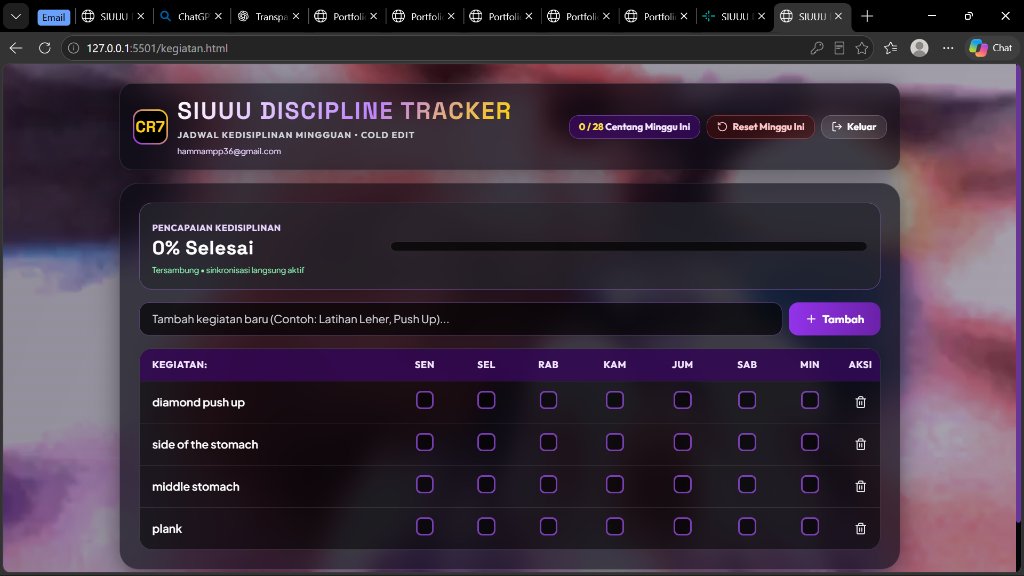 Email
SIUUU
ChatGP
Transpa
Portfoli
Portfoli
Portfoli
Portfoli
Portfoli
SIUUU
SIUUU
127.0.0.1:5501/kegiatan.html
Chat
CR7
SIUUU DISCIPLINE TRACKER
JADWAL KEDISIPLINAN MINGGUAN • COLD EDIT
hammampp36@gmail.com
0 / 28 Centang Minggu Ini
Reset Minggu Ini
Keluar
PENCAPAIAN KEDISIPLINAN
0% Selesai
Tersambung • sinkronisasi langsung aktif
Tambah kegiatan baru (Contoh: Latihan Leher, Push Up)...
+ Tambah
KEGIATAN: SEN SEL RAB KAM JUM SAB MIN AKSI
diamond push up
side of the stomach
middle stomach
plank